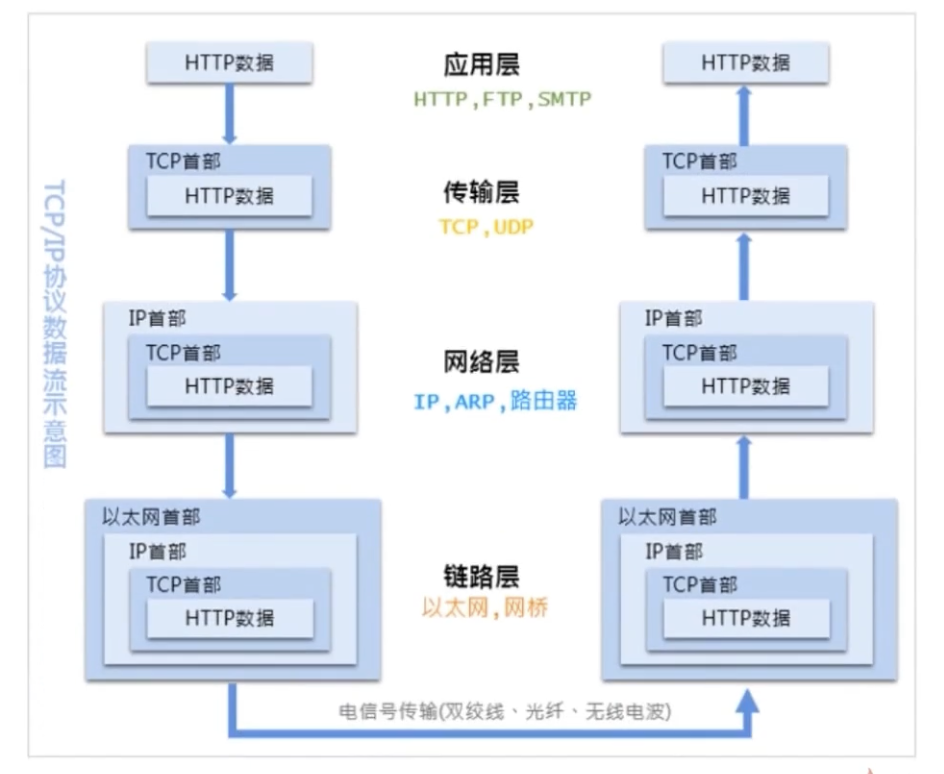 TCP/IP协议数据流示意图
HTTP数据
应用层
HTTP,FTP,SMTP
HTTP数据
TCP首部
HTTP数据
传输层
TCP,UDP
TCP首部
HTTP数据
IP首部
TCP首部
HTTP数据
网络层
IP,ARP,路由器
IP首部
TCP首部
HTTP数据
以太网首部
IP首部
TCP首部
HTTP数据
链路层
以太网,网桥
以太网首部
IP首部
TCP首部
HTTP数据
电信号传输(双绞线、光纤、无线电波)